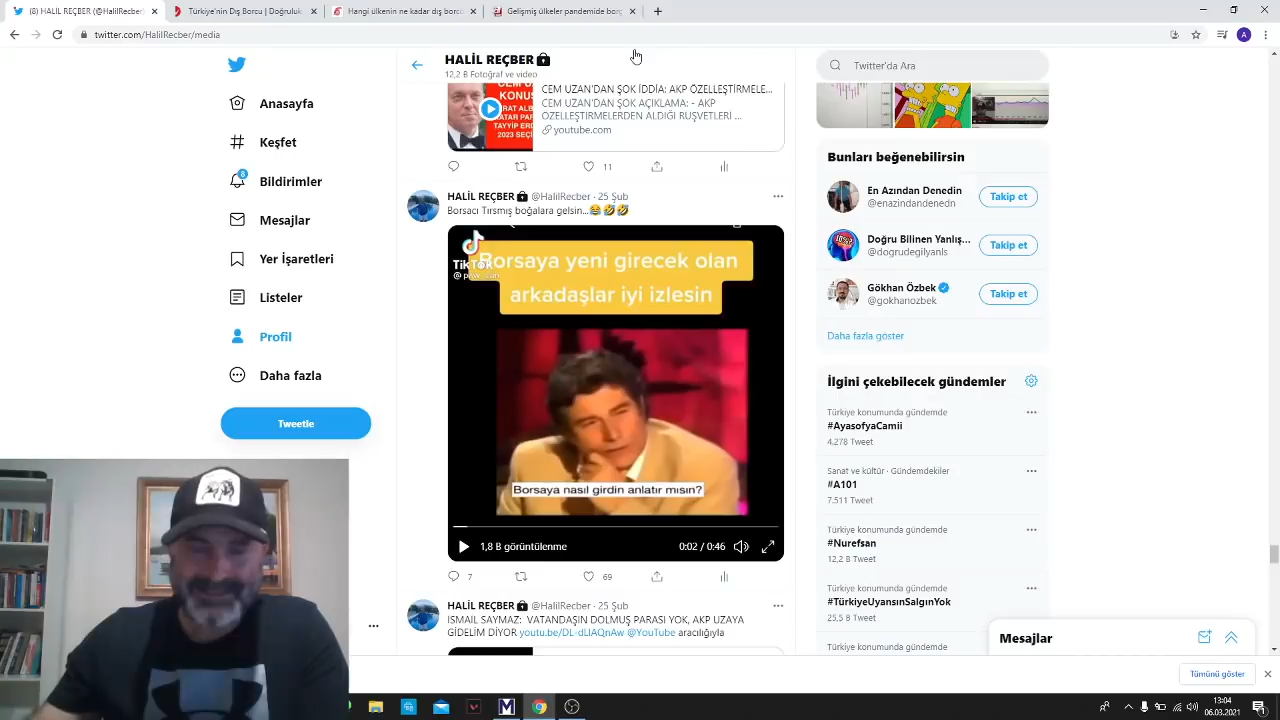 (8) HALİL REÇBER (@HalilRecber
Türkiye'nin Dış Borcu | Doğruluk
Hangi ülkenin ne kadar dış borcu
Gelişmiş ülkeler pandemide borç
twitter.com/HalilRecber/media
HALİL REÇBER
12,2 B Fotoğraf ve video
Anasayfa
Keşfet
8
Bildirimler
Mesajlar
Yer İşaretleri
Listeler
Profil
Daha fazla
Tweetle
KONUŞ
TAYYİP ERD
2023 SEÇİ
CEM UZAN'DAN ŞOK İDDİA: AKP ÖZELLEŞTİRMELE...
CEM UZAN'DAN ŞOK AÇIKLAMA: - AKP
ÖZELLEŞTİRMELERDEN ALDIĞI RÜŞVETLERİ ...
youtube.com
11
HALİL REÇBER @HalilRecber · 25 Şub
Borsacı Tırsmış boğalara gelsin...😂🤣🤣
TikTok
Borsaya yeni girecek olan
arkadaşlar iyi izlesin
Borsaya nasıl girdin anlatır mısın?
1,8 B görüntülenme
0:02 / 0:46
7
69
HALİL REÇBER @HalilRecber · 25 Şub
İSMAİL SAYMAZ: VATANDAŞIN DOLMUŞ PARASI YOK, AKP UZAYA
GİDELİM DİYOR youtu.be/DL-dLIAQnAw @YouTube aracılığıyla
Twitter'da Ara
Bunları beğenebilirsin
En Azından Denedin
@enazindandenedn
Takip et
Doğru Bilinen Yanlış...
@dogrudegilyanls
Takip et
Gökhan Özbek
@gokhanozbek
Takip et
Daha fazla göster
İlgini çekebilecek gündemler
Türkiye konumunda gündemde
#AyasofyaCamii
4.278 Tweet
Sanat ve kültür · Gündemdekiler
#A101
7.511 Tweet
Türkiye konumunda gündemde
#Nurefsan
12,2 B Tweet
Türkiye konumunda gündemde
#TürkiyeUyansınSalgınYok
25,5 B Tweet
Türkiye konumunda gündemde
Mesajlar
Tümünü göster
13:04
06.03.2021